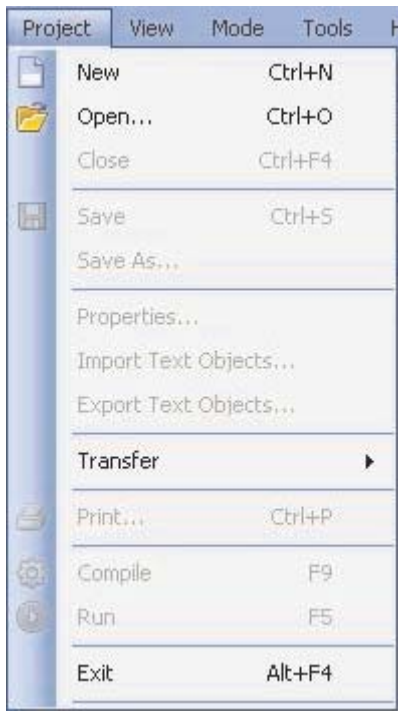 Project View Mode Tools
New Ctrl+N
Open... Ctrl+O
Close Ctrl+F4
Save Ctrl+S
Save As...
Properties...
Import Text Objects...
Export Text Objects...
Transfer
Print... Ctrl+P
Compile F9
Run F5
Exit Alt+F4